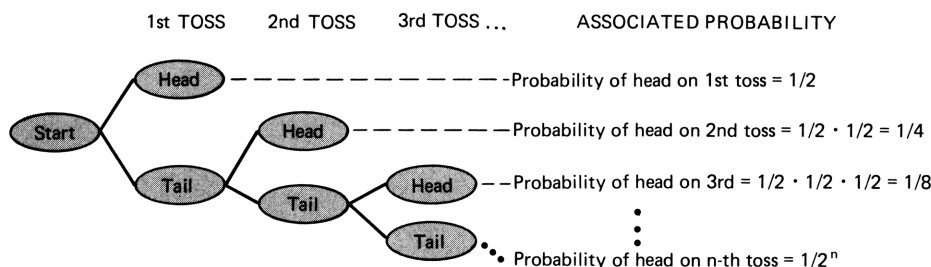 1st TOSS 2nd TOSS 3rd TOSS ... ASSOCIATED PROBABILITY
Head Probability of head on 1st toss = 1/2
Start Head Probability of head on 2nd toss = 1/2 · 1/2 = 1/4
Tail Head Probability of head on 3rd = 1/2 · 1/2 · 1/2 = 1/8
Tail
Tail
Probability of head on n-th toss = 1/2ⁿ